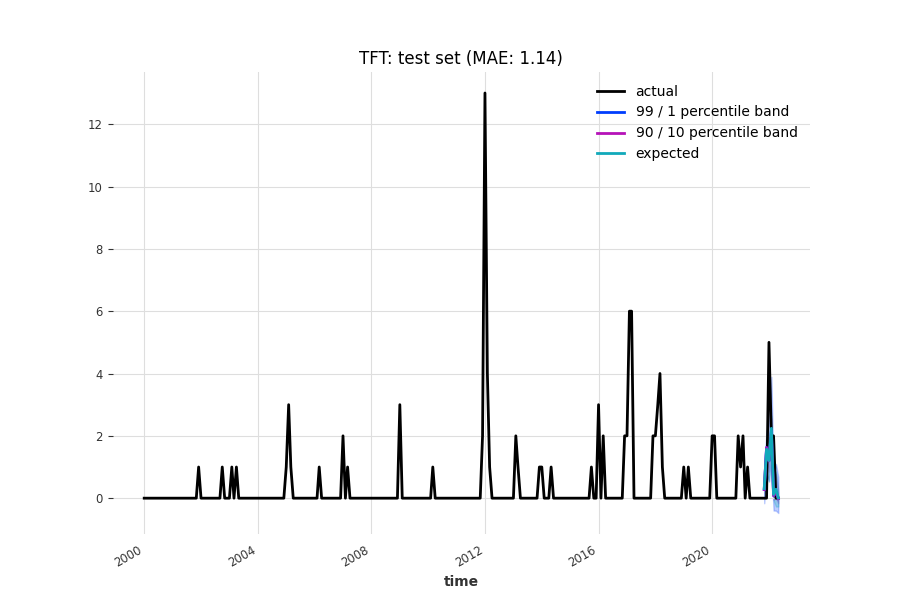 TFT: test set (MAE: 1.14)
actual
99 / 1 percentile band
90 / 10 percentile band
expected
12
10
8
6
4
2
0
2000
2004
2008
2012
2016
2020
time